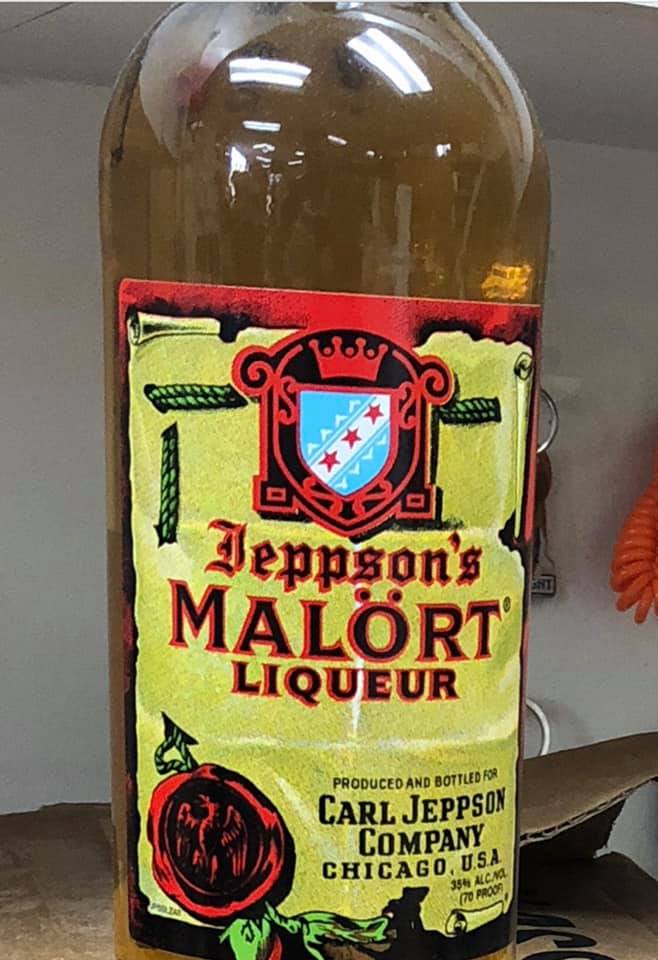 Jeppson's
MALÖRT®
LIQUEUR
PRODUCED AND BOTTLED FOR
CARL JEPPSON
COMPANY
CHICAGO, U.S.A.
35% ALC./VOL.
(70 PROOF)